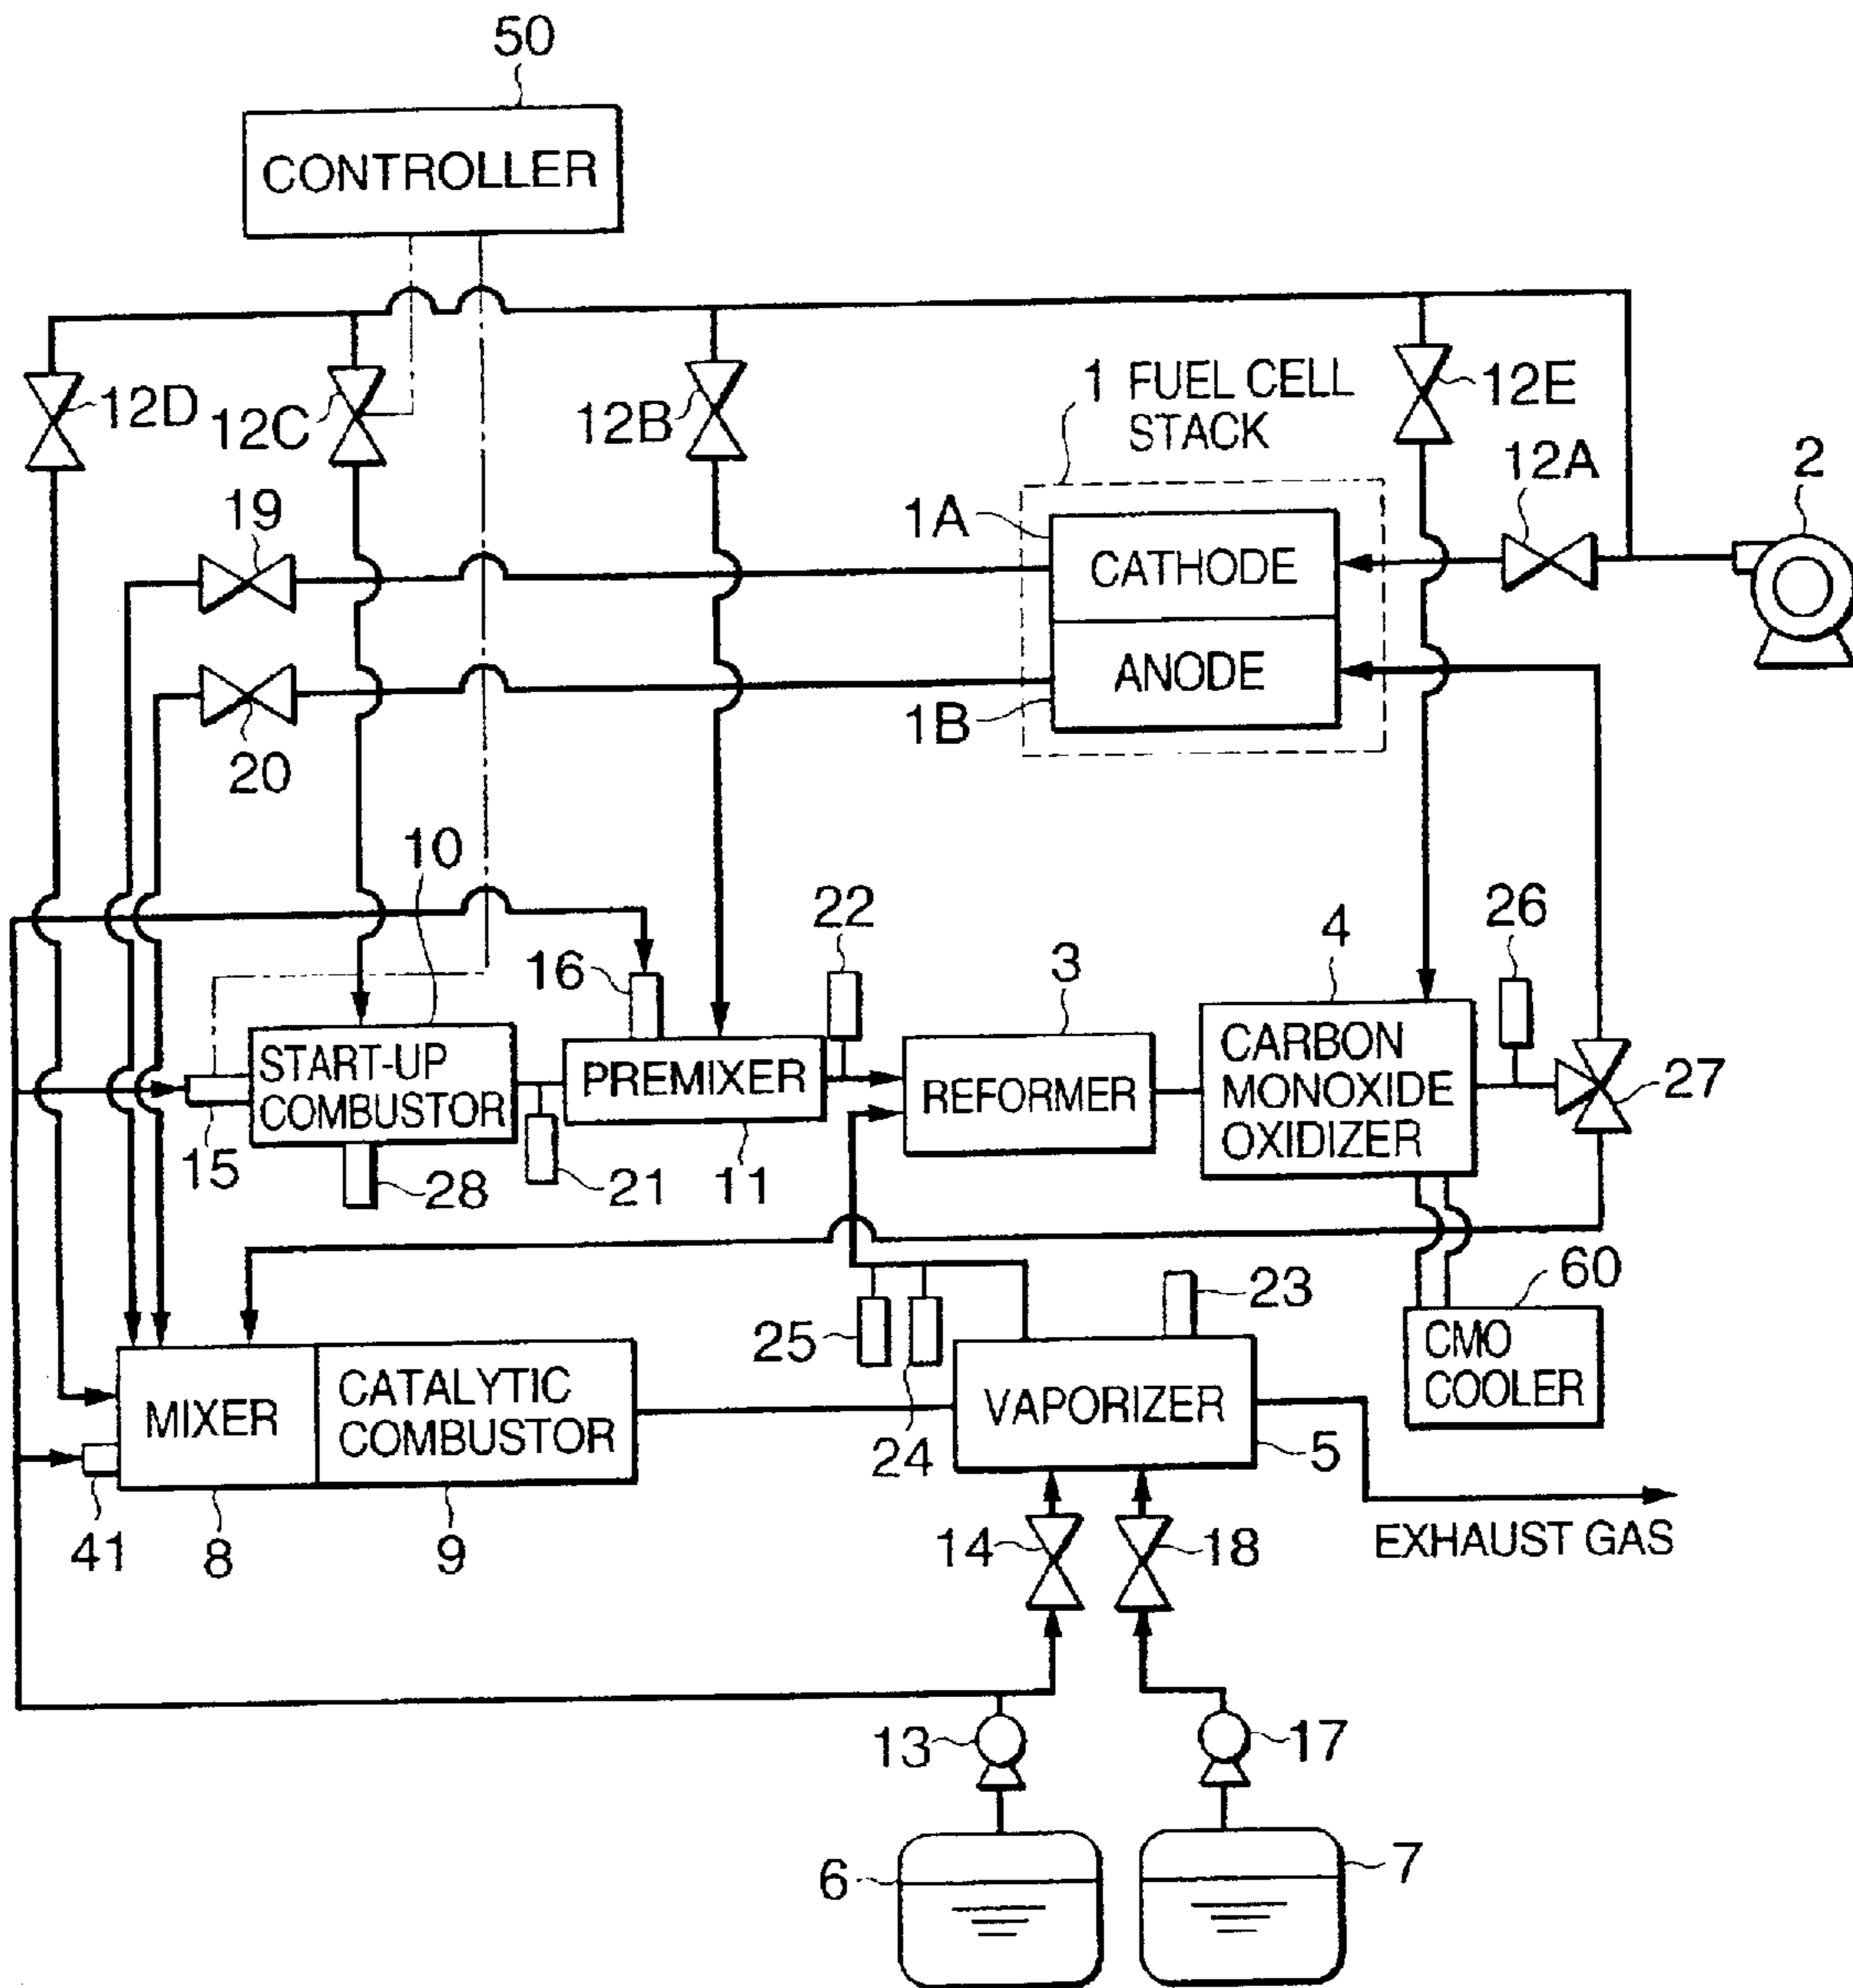 50
CONTROLLER
12D
12C
12B
1 FUEL CELL
STACK
12E
12A
2
19
1A
CATHODE
ANODE
1B
20
10
22
26
4
16
3
START-UP
COMBUSTOR
PREMIXER
REFORMER
CARBON
MONOXIDE
OXIDIZER
27
15
28
21
11
60
23
25
CMO
COOLER
MIXER
CATALYTIC
COMBUSTOR
24
VAPORIZER
5
41
8
9
14
18
EXHAUST GAS
13
17
6
7